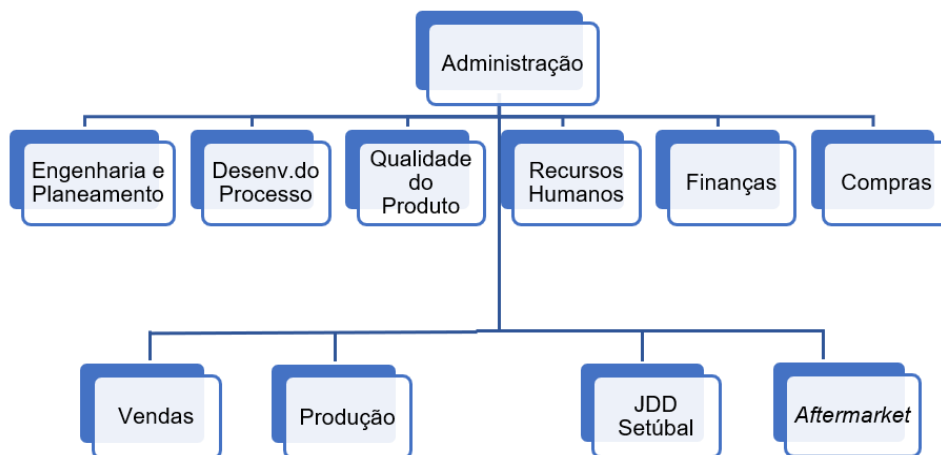 Administração
Engenharia e
Planeamento
Desenv.do
Processo
Qualidade
do
Produto
Recursos
Humanos
Finanças
Compras
Vendas
Produção
JDD
Setúbal
Aftermarket